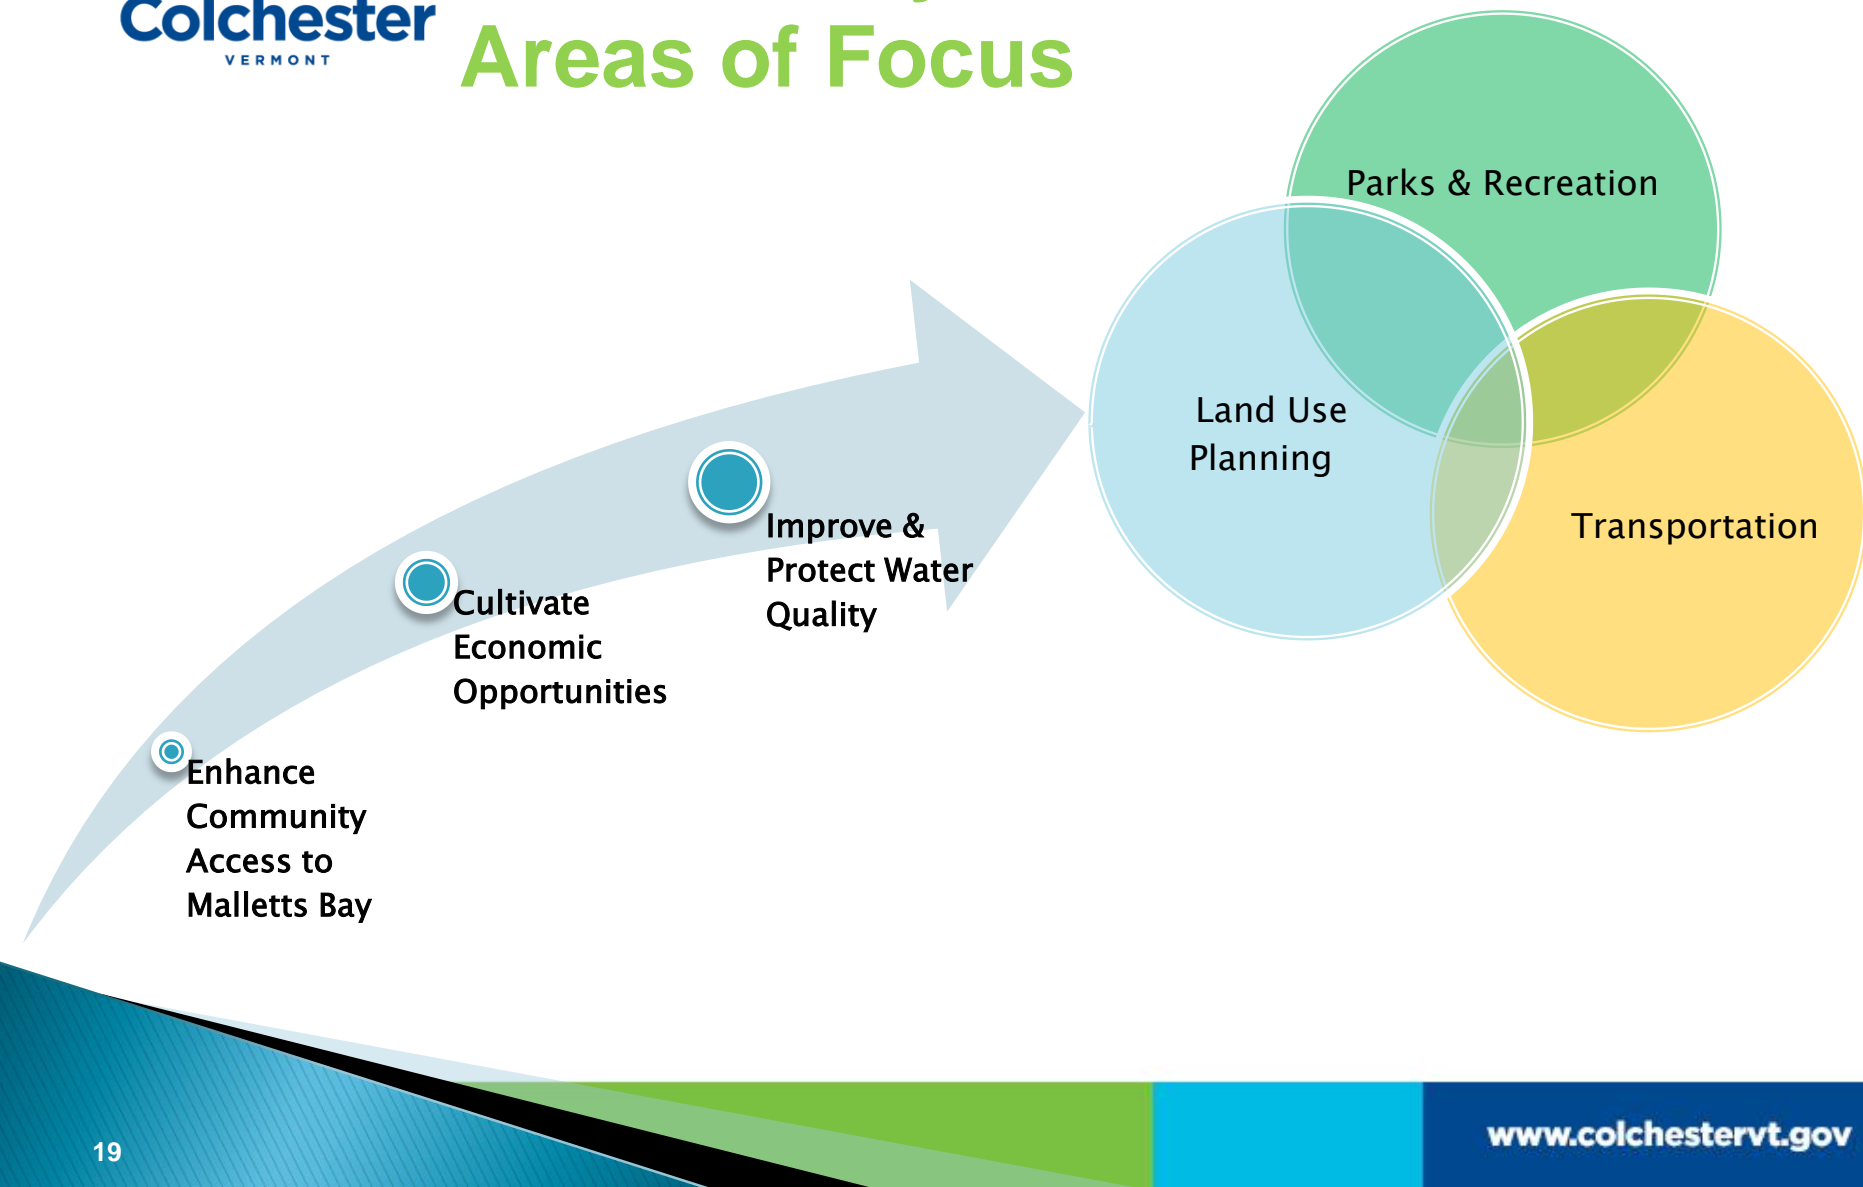 Colchester
VERMONT
Areas of Focus
Parks & Recreation
Land Use
Planning
Transportation
Improve &
Protect Water
Quality
Cultivate
Economic
Opportunities
Enhance
Community
Access to
Malletts Bay
19
www.colchestervt.gov